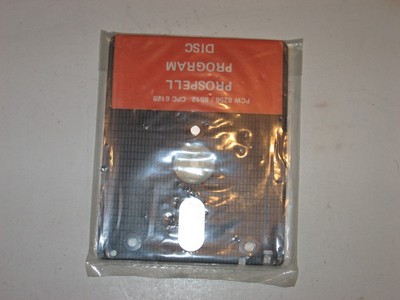 PCW 8256 / 8512 CPC 6128
PROSPELL
PROGRAM
DISC